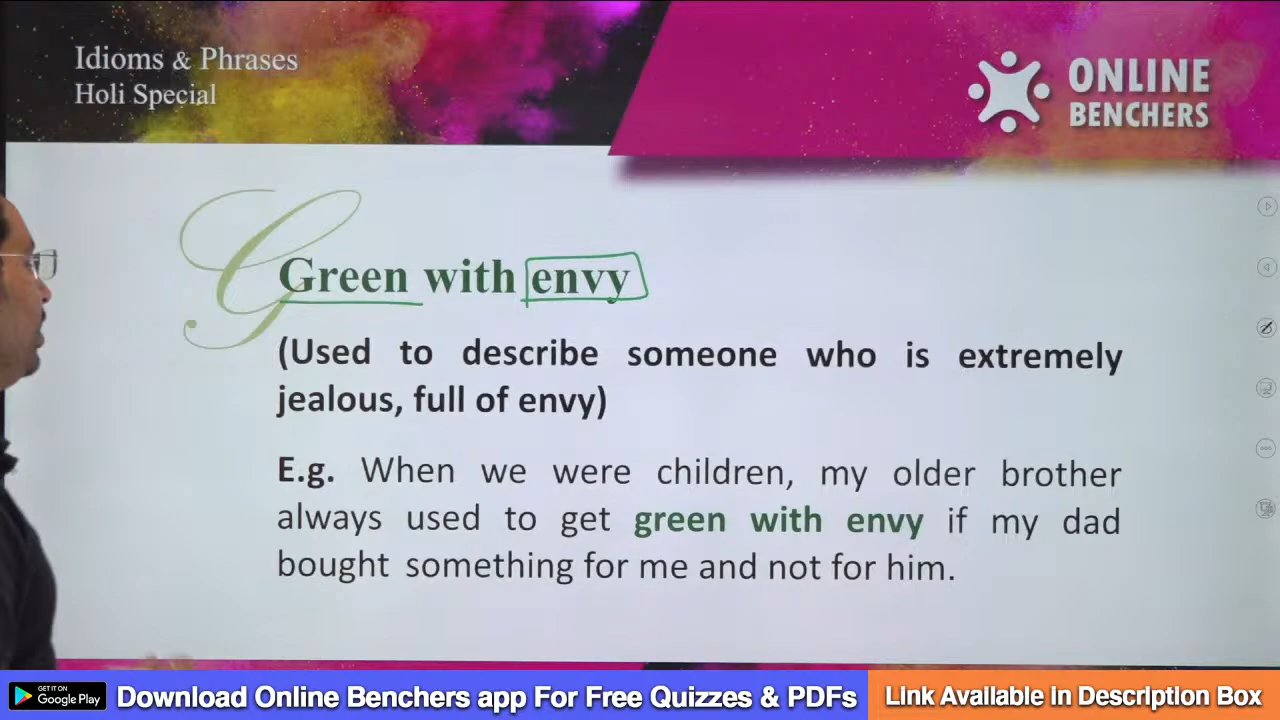 Idioms & Phrases
Holi Special
ONLINE
BENCHERS
G
Green with envy
(Used to describe someone who is extremely
jealous, full of envy)
E.g. When we were children, my older brother
always used to get green with envy if my dad
bought something for me and not for him.
GET IT ON
Google Play
Download Online Benchers app For Free Quizzes & PDFs
Link Available In Description Box